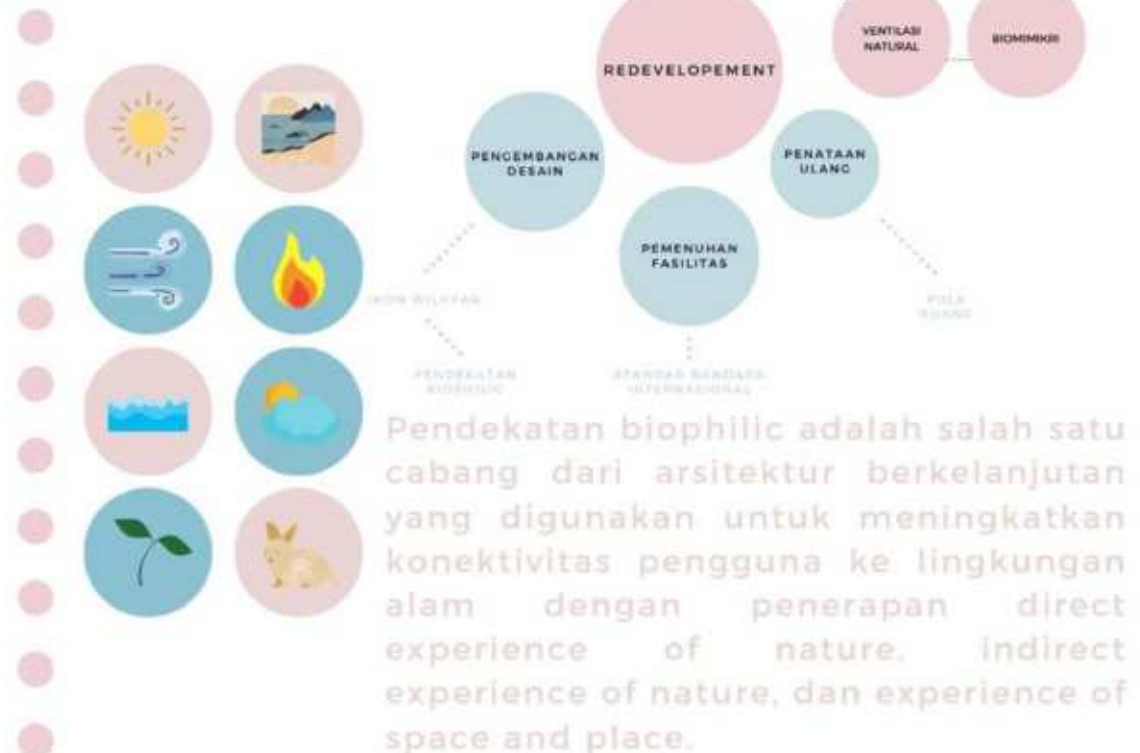 VENTILASI
NATURAL
BIOMIMIKRI
REDEVELOPEMENT
PENGEMBANGAN
DESAIN
PENATAAN
ULANG
PEMENUHAN
FASILITAS
IKON WILAYAH
POLA
RUANG
PENDEKATAN
BIOPHILIC
STANDAR BANDARA
INTERNASIONAL
Pendekatan biophilic adalah salah satu
cabang dari arsitektur berkelanjutan
yang digunakan untuk meningkatkan
konektivitas pengguna ke lingkungan
alam dengan penerapan direct
experience of nature, indirect
experience of nature, dan experience of
space and place.